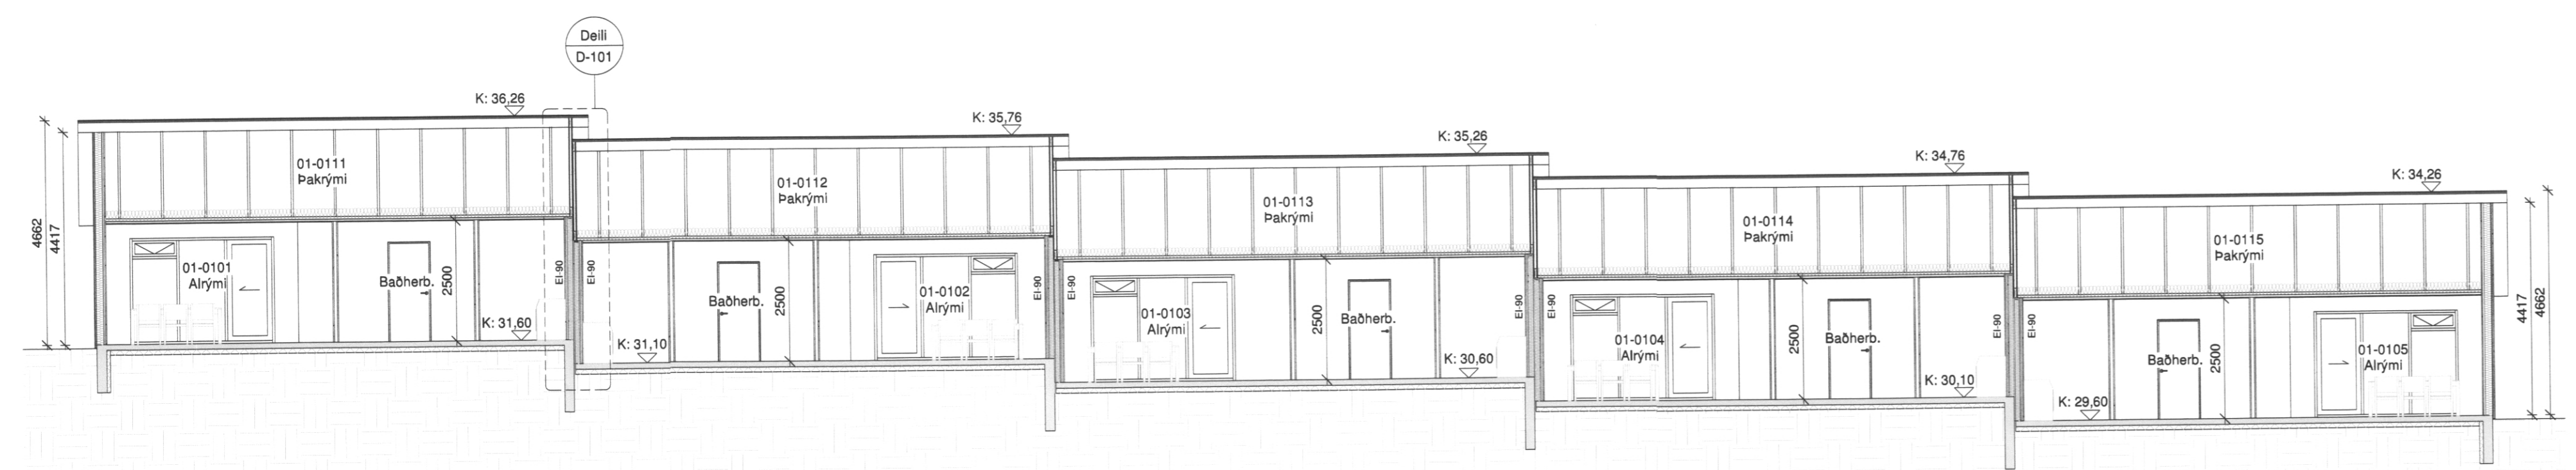 Deili
D-101
K: 36,26
K: 35,76
K: 35,26
K: 34,76
K: 34,26
01-0111
Þakrými
01-0112
Þakrými
01-0113
Þakrými
01-0114
Þakrými
01-0115
Þakrými
4662
4417
01-0101
Alrými
Baðherb.
2500
K: 31,60
EI-90
EI-90
K: 31,10
Baðherb.
2500
01-0102
Alrými
EI-90
EI-90
01-0103
Alrými
2500
Baðherb.
K: 30,60
EI-90
EI-90
01-0104
Alrými
2500
Baðherb.
K: 30,10
EI-90
EI-90
K: 29,60
Baðherb.
2500
01-0105
Alrými
4417
4662